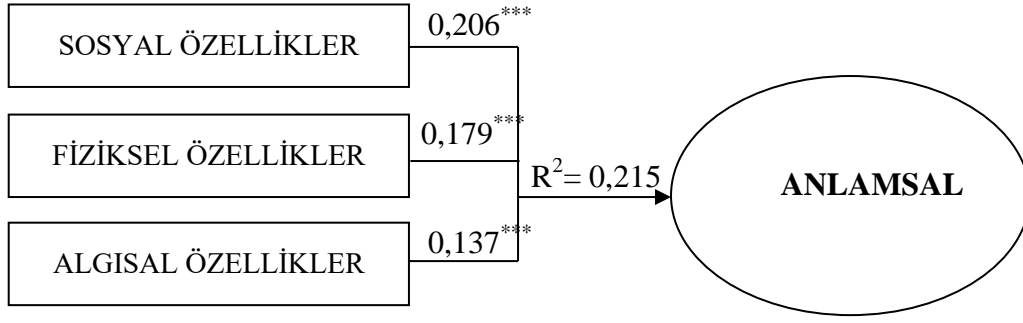 SOSYAL ÖZELLİKLER
0,206***
FİZİKSEL ÖZELLİKLER
0,179***
ALGISAL ÖZELLİKLER
0,137***
R²= 0,215
ANLAMSAL